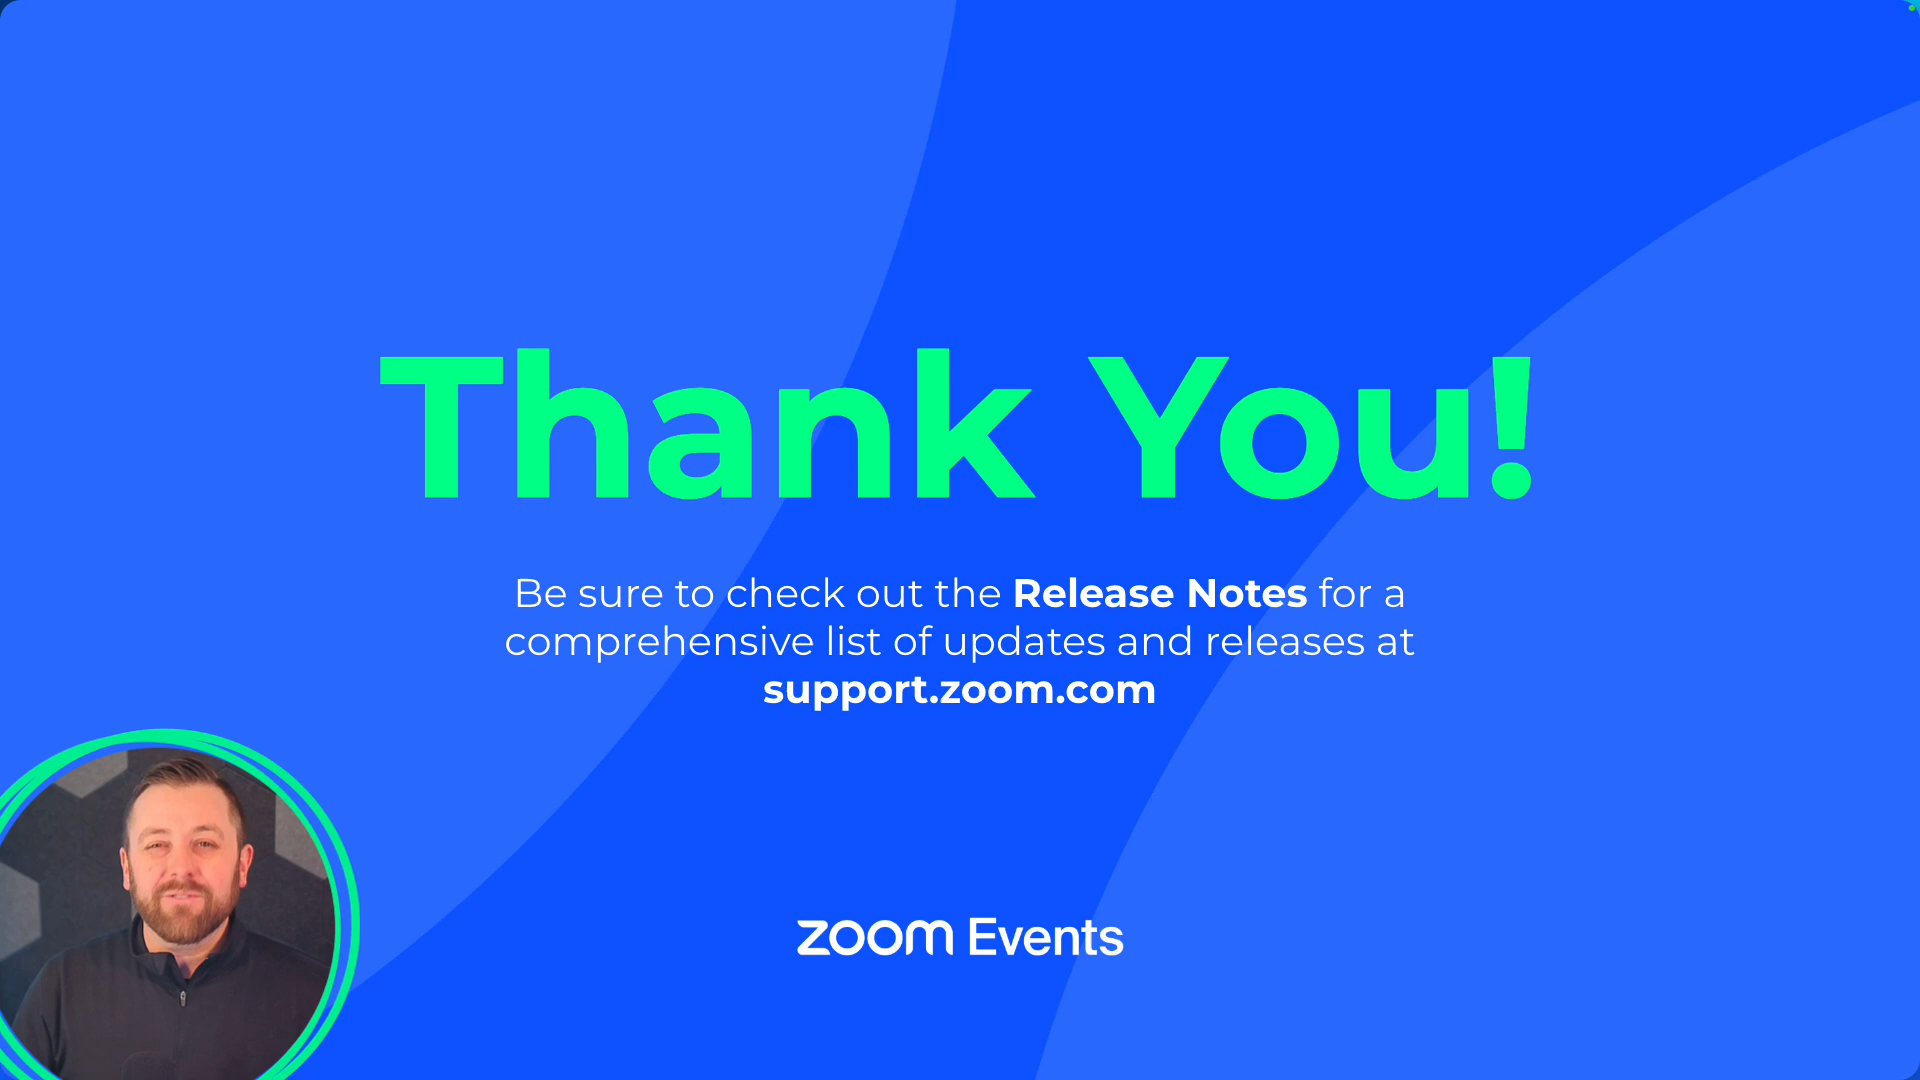 Thank You!
Be sure to check out the Release Notes for a
comprehensive list of updates and releases at
support.zoom.com
zoom Events